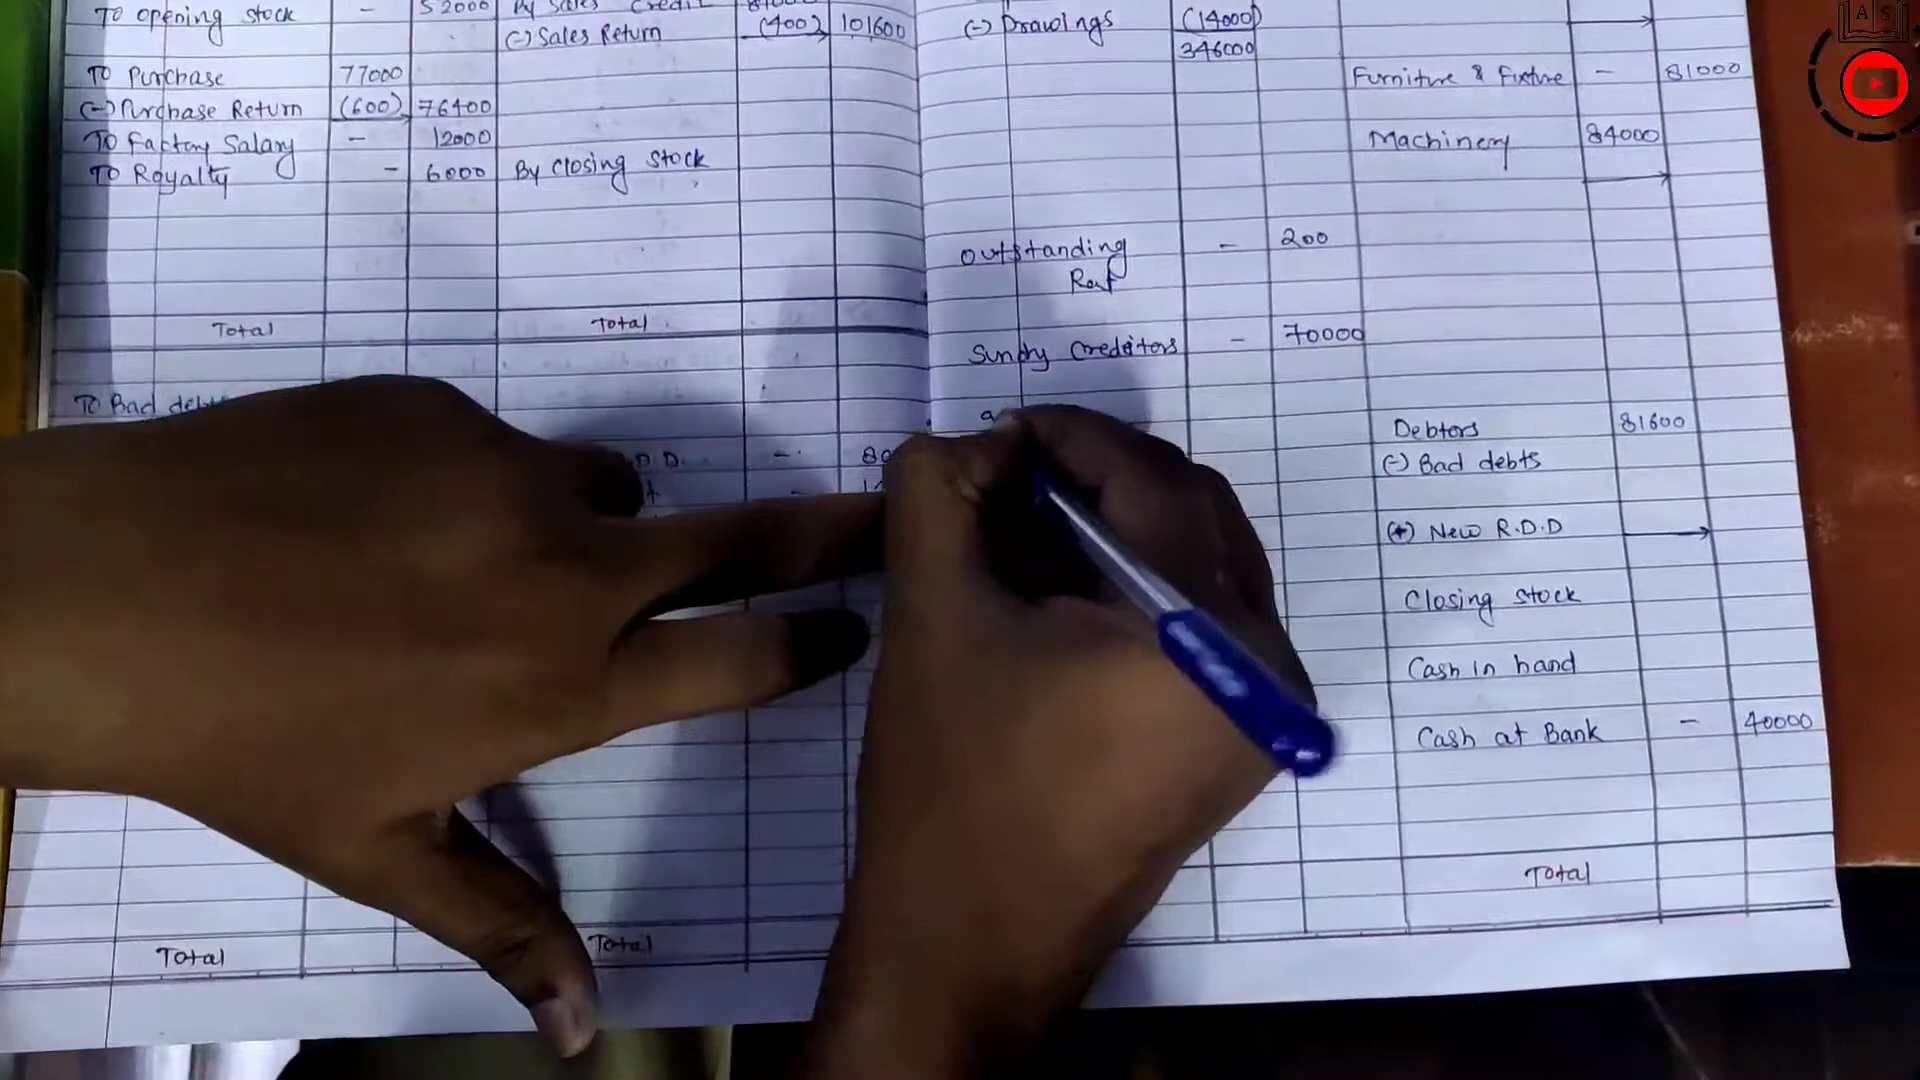 To opening stock - 52000 By Sales Credit
(-) Sales Return (400) 101600
To Purchase 77000
(-) Purchase Return (600) 76400
To Factory Salary - 12000
To Royalty - 6000 By Closing Stock
Total Total
To Bad debts
D.D. -
Total Total
(-) Drawings (14000)
346000
Furniture & Fixture - 81000
Machinery 84000
Outstanding - 200
Sundry Creditors - 70000
Debtors 81600
(-) Bad debts
(+) New R.D.D
Closing stock
Cash in hand
Cash at Bank - 40000
Total
A S